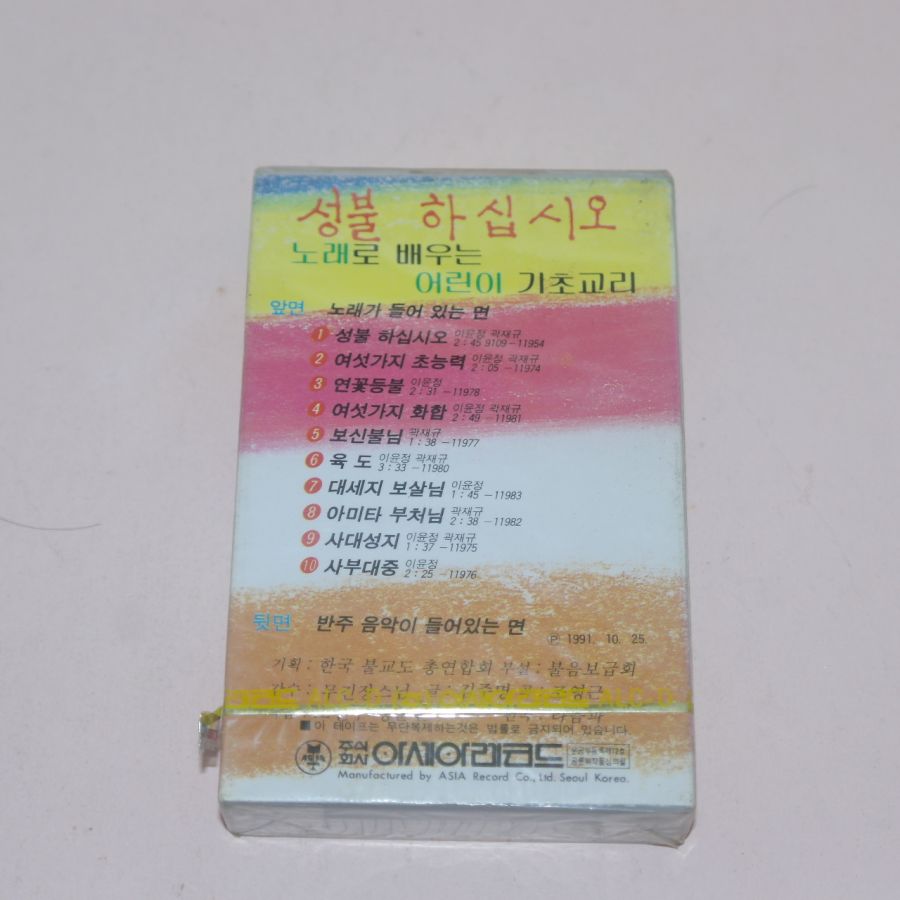 성불 하십시오
노래로 배우는
어린이 기초교리
앞면 노래가 들어 있는 면
1 성불 하십시오 이윤정 곽재규 2:45 9109-11954
2 여섯가지 초능력 이윤정 곽재규 2:05 -11974
3 연꽃등불 이윤정 2:31 -11978
4 여섯가지 화합 이윤정 곽재규 2:49 -11981
5 보신불님 곽재규 1:38 -11977
6 육 도 이윤정 곽재규 3:33 -11980
7 대세지 보살님 이윤정 1:45 -11983
8 아미타 부처님 곽재규 2:38 -11982
9 사대성지 이윤정 곽재규 1:37 -11975
10 사부대중 이윤정 2:25 -11976
뒷면 반주 음악이 들어있는 면 Ⓟ 1991. 10. 25.
기획: 한국 불교도 총연합회 부설: 불음보급회
■ 이 테이프는 무단복제하는것은 법률로 금지되어 있습니다.
ASIA 주식회사 아세아레코드
Manufactured by ASIA Record Co., Ltd. Seoul Korea.